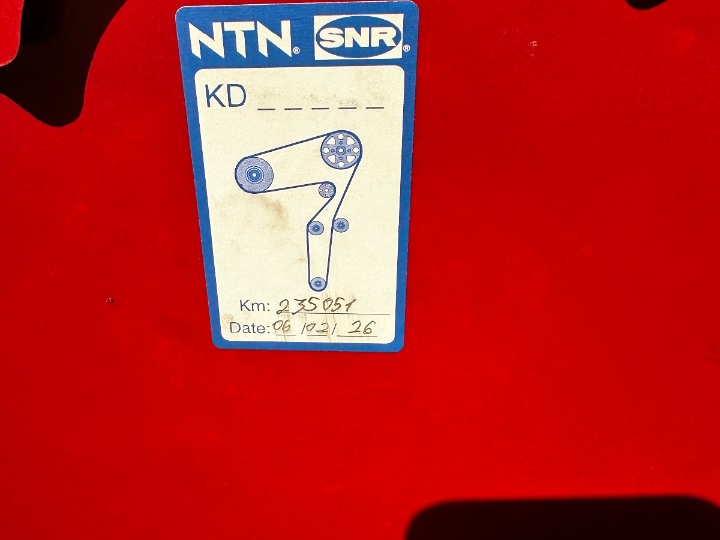 NTN® SNR®
KD _ _ _ _ _
Km: 235051
Date: 06 /02/ 26